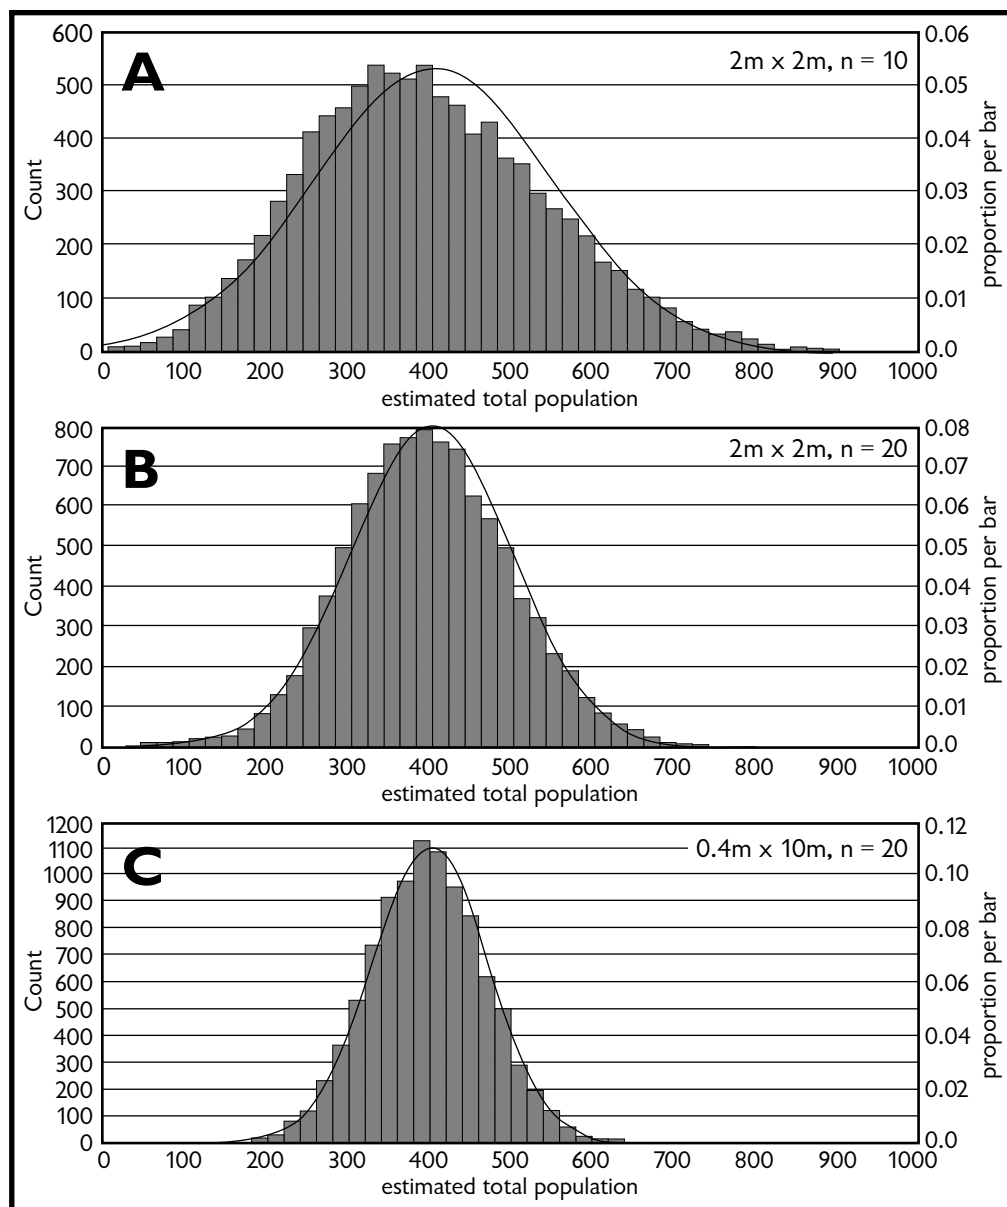 A
2m x 2m, n = 10
600
500
400
300
200
100
0
Count
0.06
0.05
0.04
0.03
0.02
0.01
0.0
proportion per bar
0 100 200 300 400 500 600 700 800 900 1000
estimated total population
B
2m x 2m, n = 20
800
700
600
500
400
300
200
100
0
Count
0.08
0.07
0.06
0.05
0.04
0.03
0.02
0.01
0.0
proportion per bar
0 100 200 300 400 500 600 700 800 900 1000
estimated total population
C
0.4m x 10m, n = 20
1200
1100
1000
900
800
700
600
500
400
300
200
100
0
Count
0.12
0.10
0.08
0.06
0.04
0.02
0.0
proportion per bar
0 100 200 300 400 500 600 700 800 900 1000
estimated total population